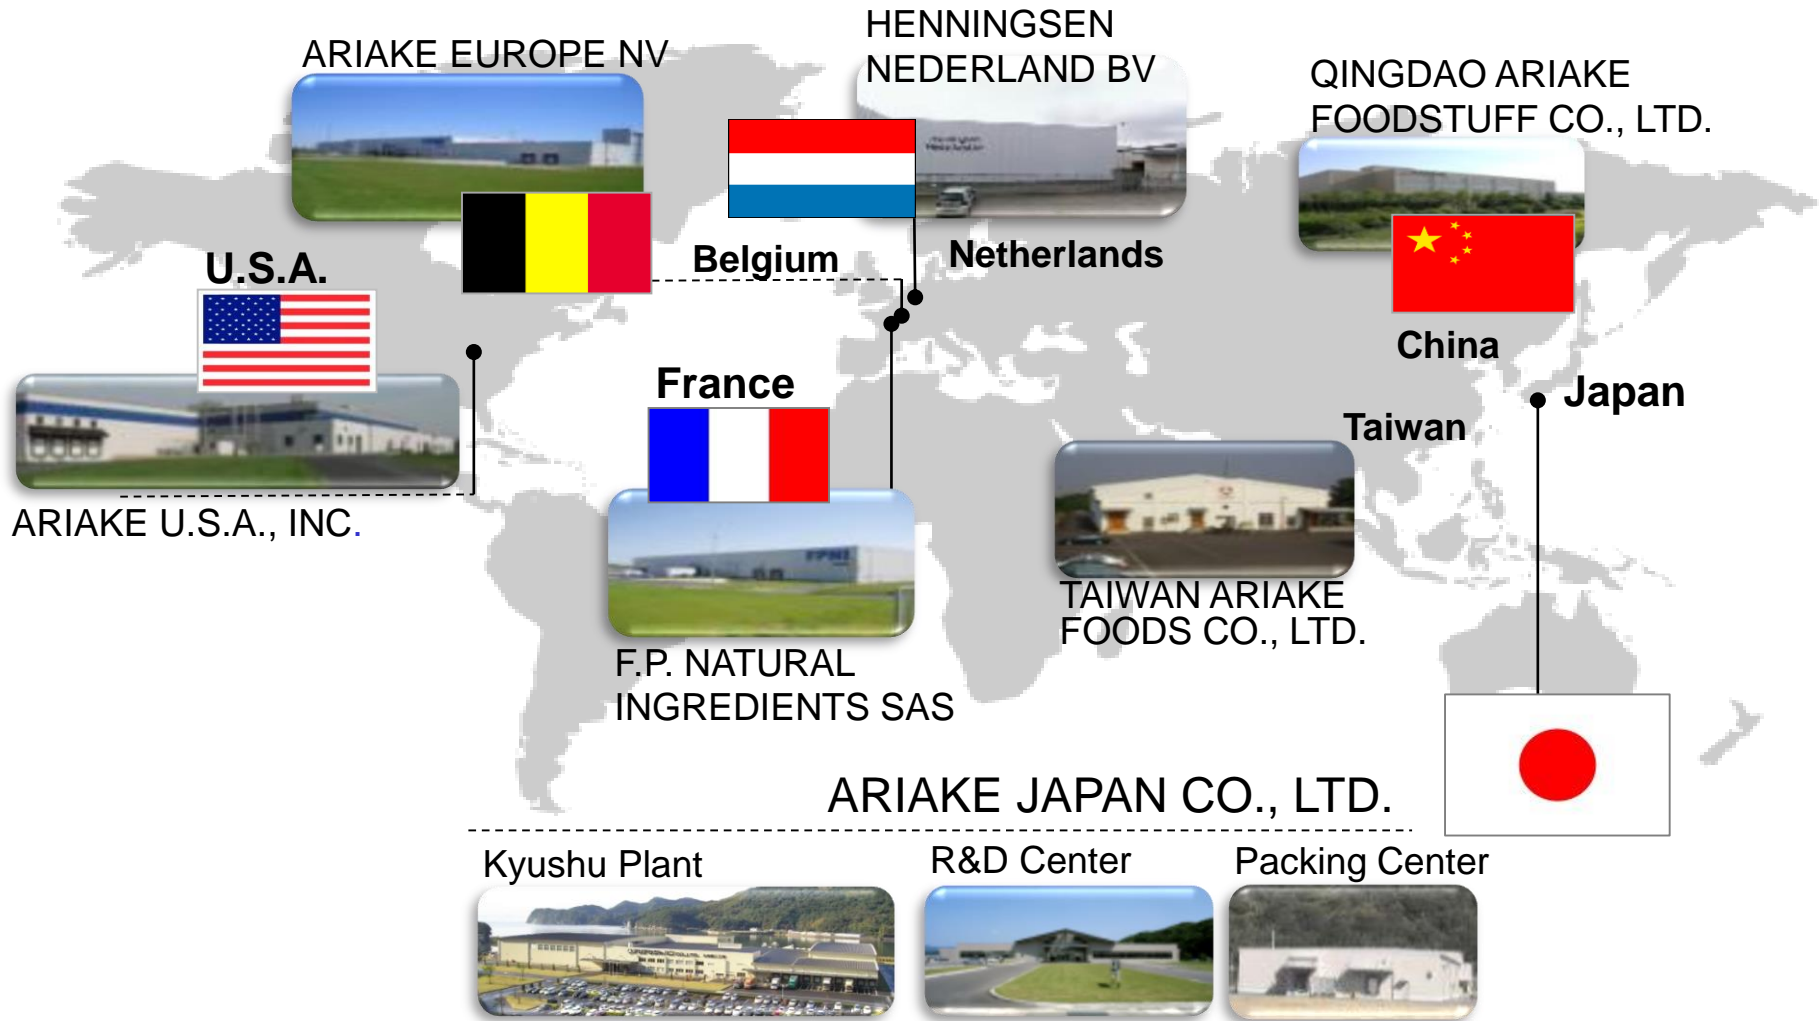 ARIAKE EUROPE NV
HENNINGSEN
NEDERLAND BV
QINGDAO ARIAKE
FOODSTUFF CO., LTD.
U.S.A.
Belgium
Netherlands
China
Japan
France
Taiwan
ARIAKE U.S.A., INC.
TAIWAN ARIAKE
FOODS CO., LTD.
F.P. NATURAL
INGREDIENTS SAS
ARIAKE JAPAN CO., LTD.
Kyushu Plant
R&D Center
Packing Center